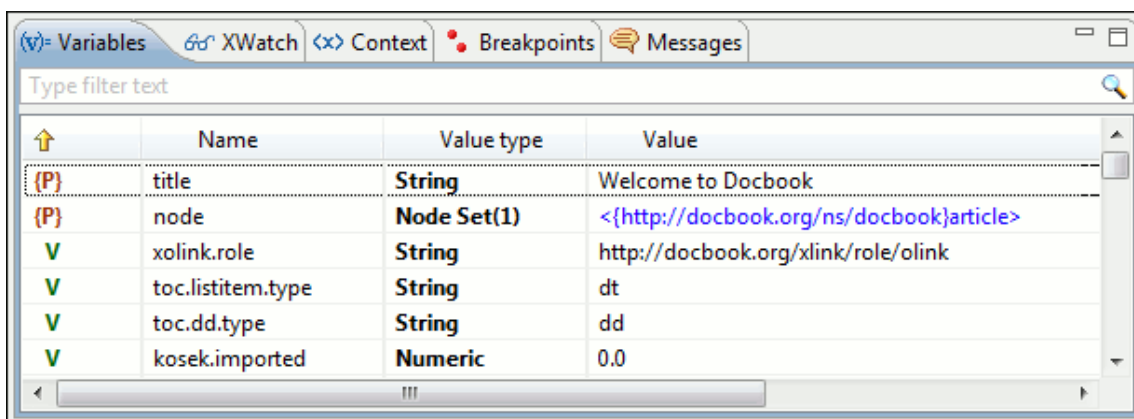 (v)= Variables XWatch <x> Context Breakpoints Messages
Type filter text
Name Value type Value
{P} title String Welcome to Docbook
{P} node Node Set(1) <{http://docbook.org/ns/docbook}article>
V xolink.role String http://docbook.org/xlink/role/olink
V toc.listitem.type String dt
V toc.dd.type String dd
V kosek.imported Numeric 0.0